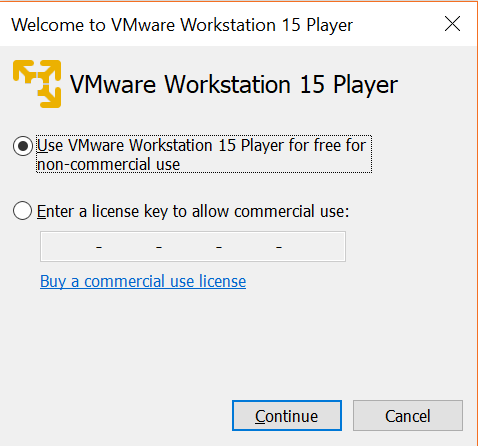 Welcome to VMware Workstation 15 Player
VMware Workstation 15 Player
Use VMware Workstation 15 Player for free for
non-commercial use
Enter a license key to allow commercial use:
- - - -
Buy a commercial use license
Continue Cancel